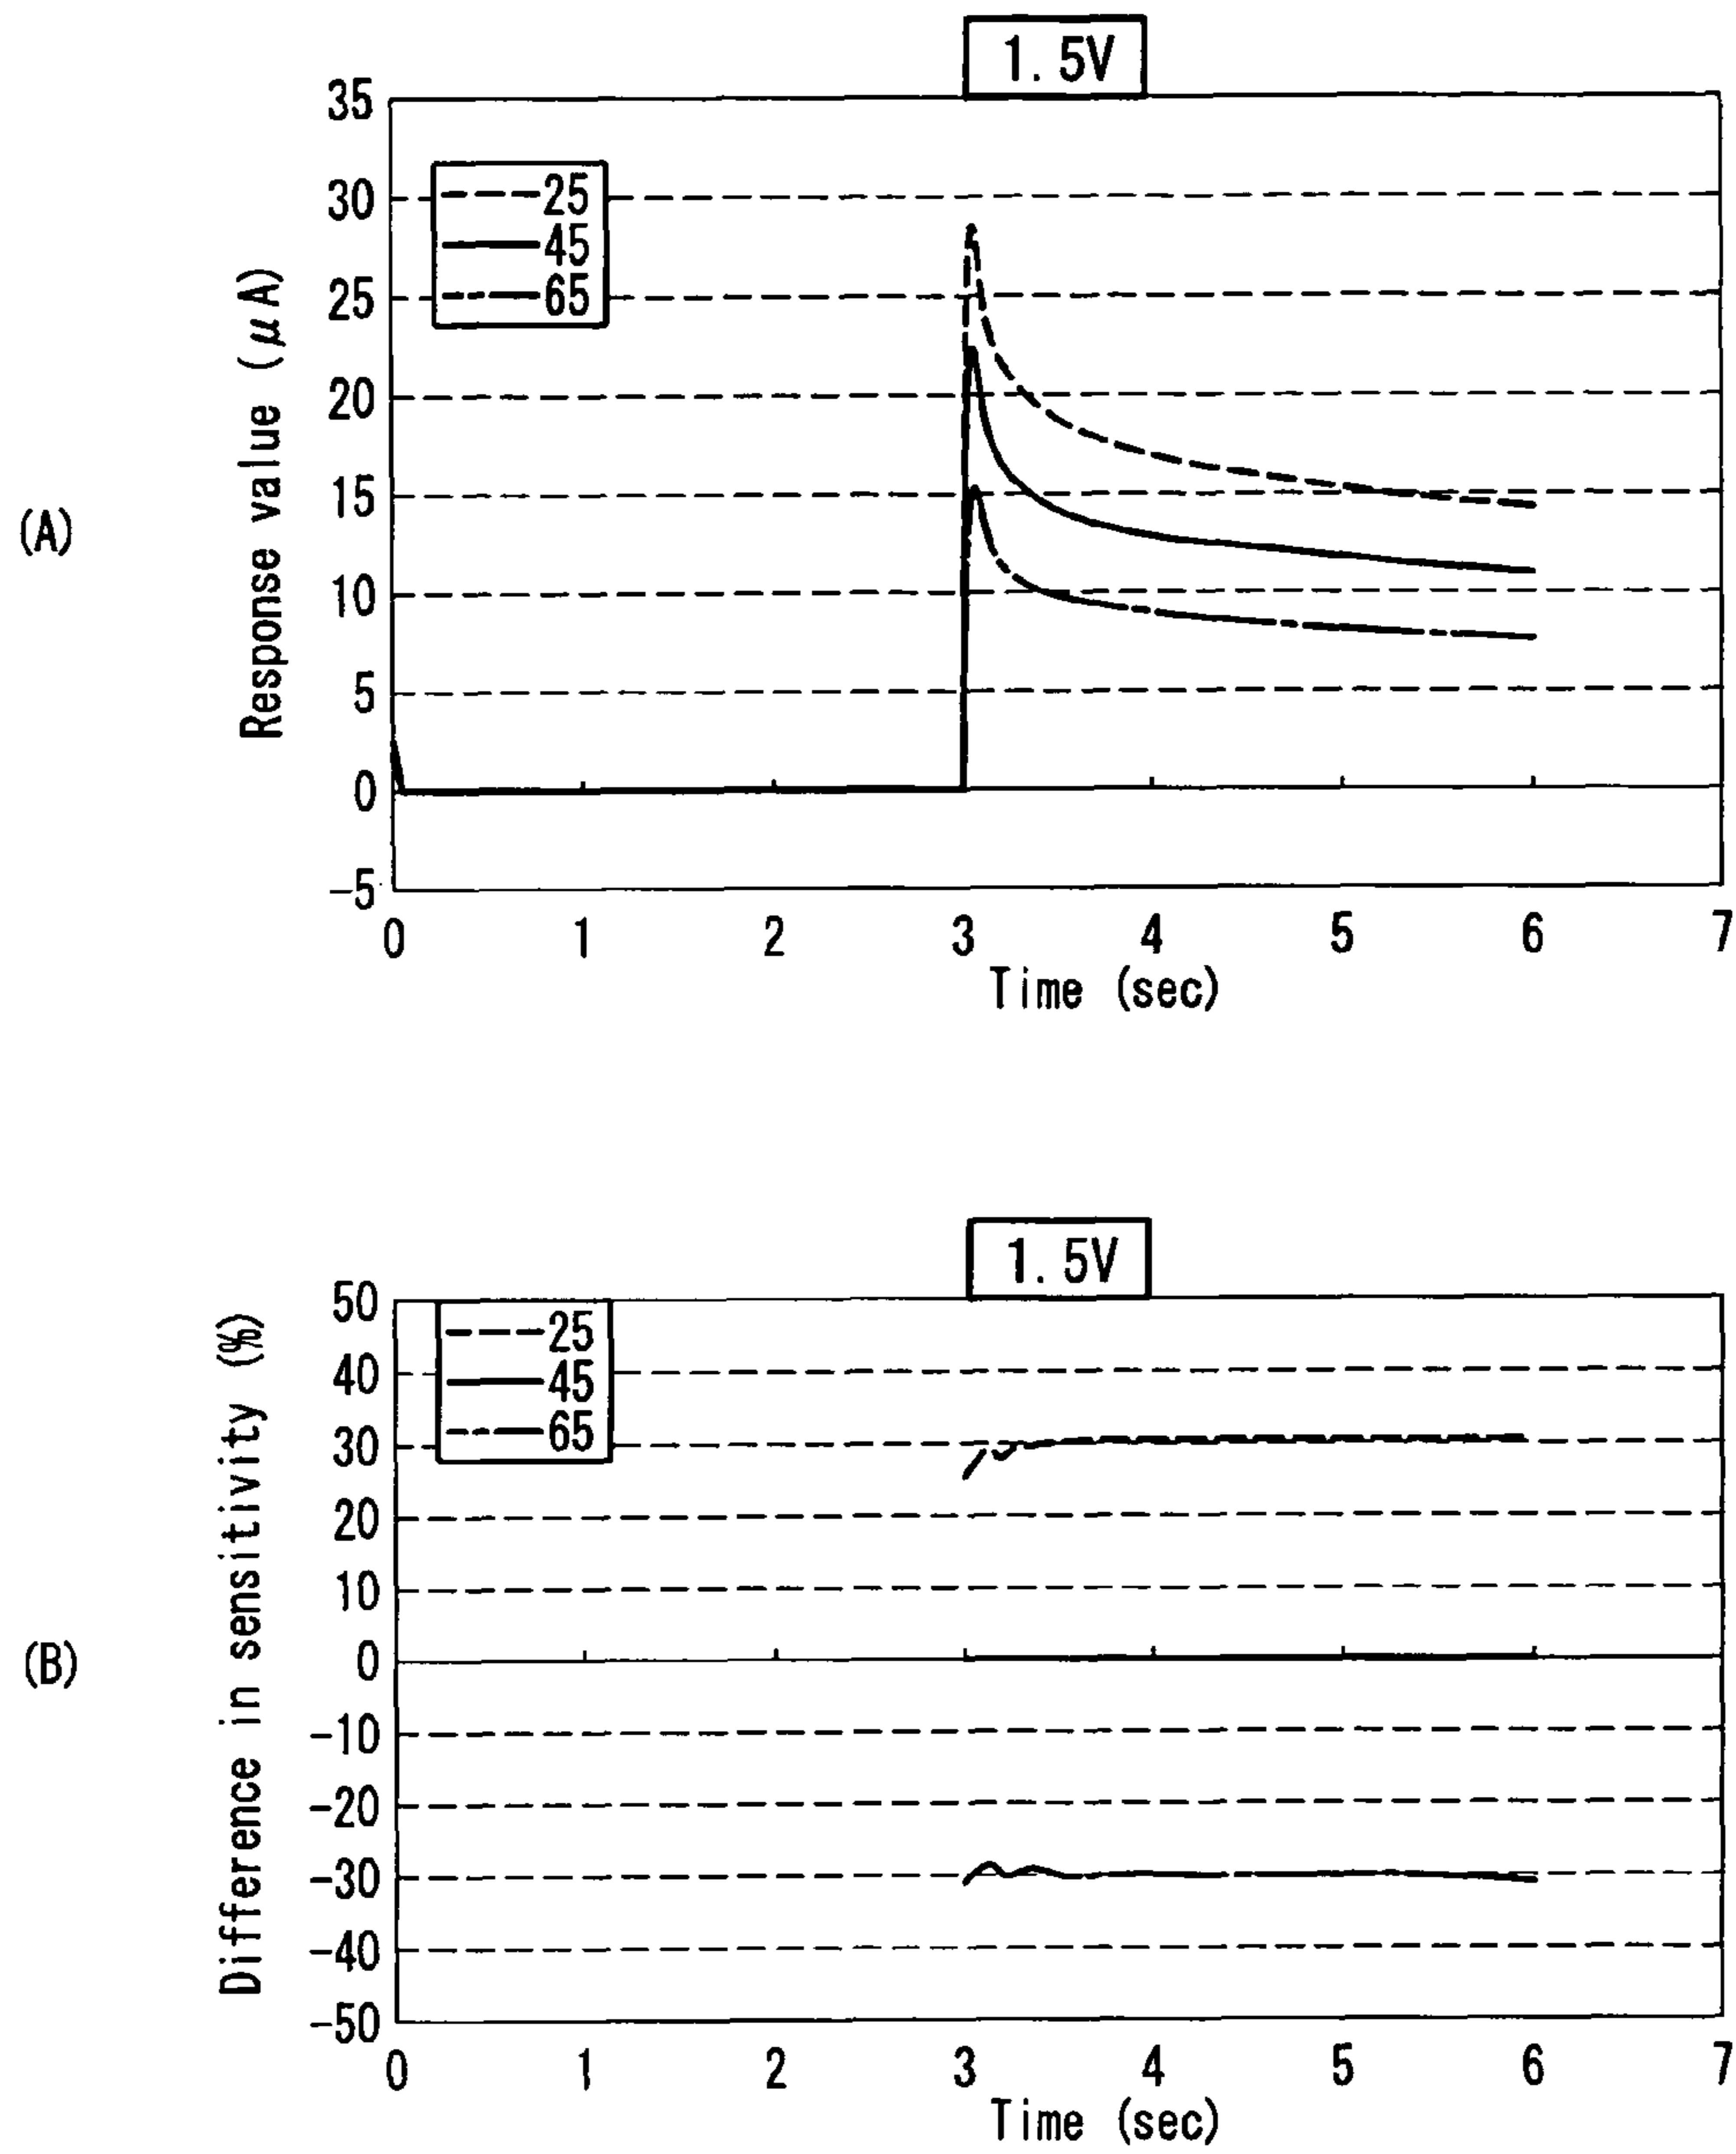 1.5V
35
30
25
20
15
10
5
0
-5
25
45
65
Response value (μA)
(A)
0 1 2 3 4 5 6 7
Time (sec)
1.5V
50
40
30
20
10
0
-10
-20
-30
-40
-50
25
45
65
Difference in sensitivity (%)
(B)
0 1 2 3 4 5 6 7
Time (sec)